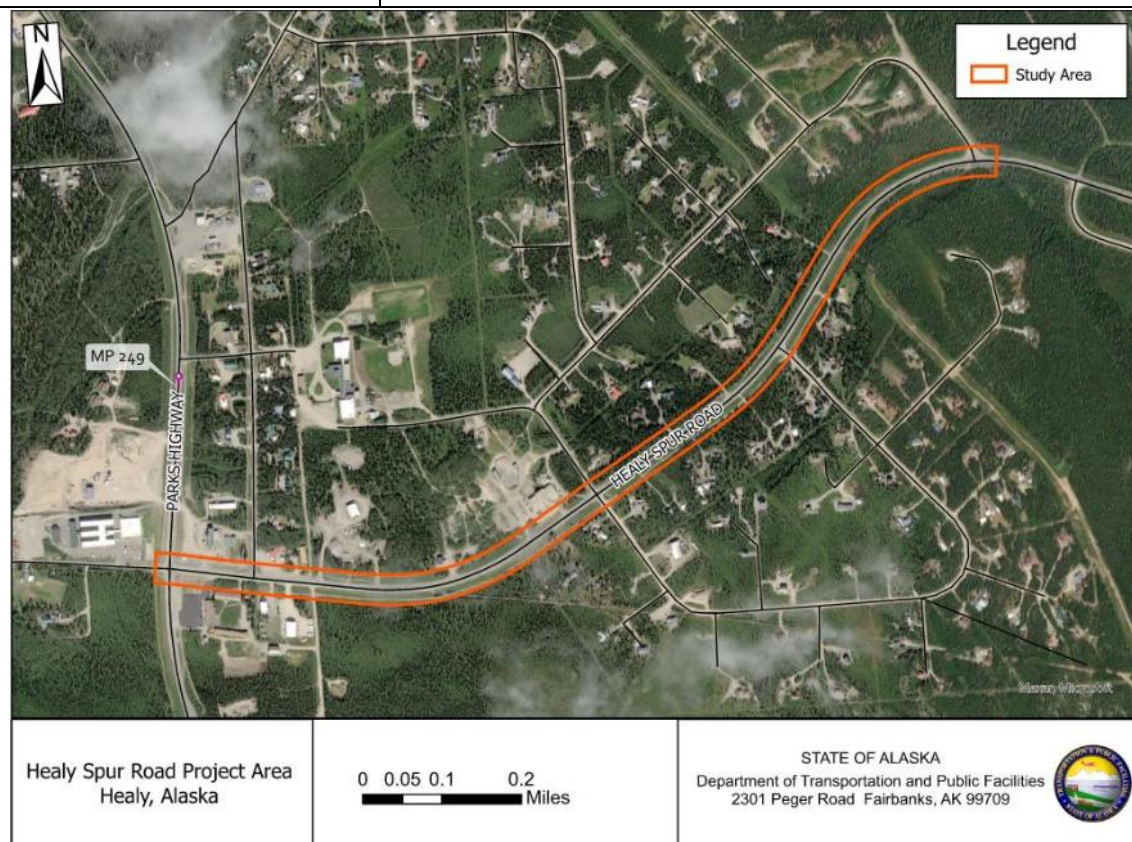 N
Legend
Study Area
MP 249
PARKS HIGHWAY
HEALY SPUR ROAD
Maxar, Microsoft
Healy Spur Road Project Area
Healy, Alaska
0 0.05 0.1 0.2
Miles
STATE OF ALASKA
Department of Transportation and Public Facilities
2301 Peger Road Fairbanks, AK 99709